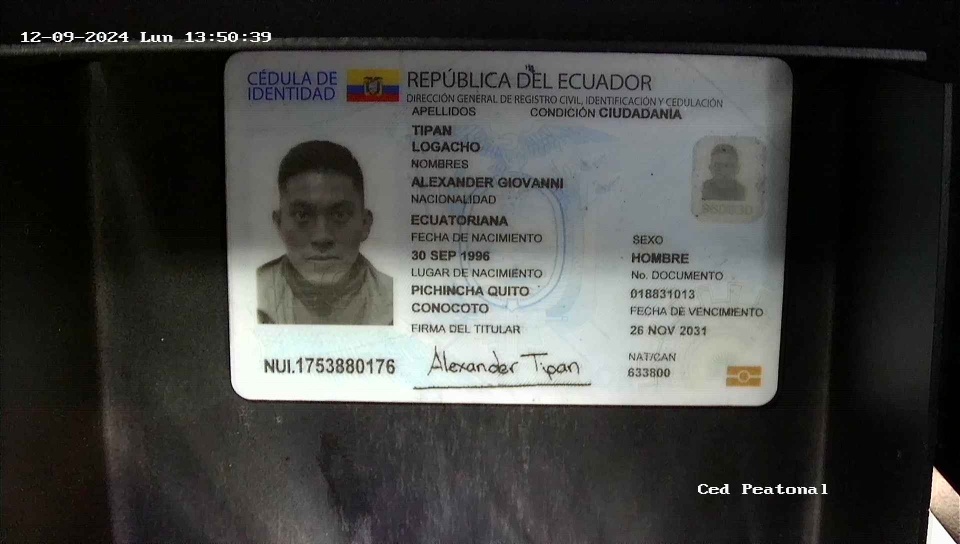 12-09-2024 Lun 13:50:39
CÉDULA DE IDENTIDAD
REPÚBLICA DEL ECUADOR
DIRECCIÓN GENERAL DE REGISTRO CIVIL, IDENTIFICACIÓN Y CEDULACIÓN
APELLIDOS
CONDICIÓN CIUDADANÍA
TIPAN
LOGACHO
NOMBRES
ALEXANDER GIOVANNI
NACIONALIDAD
ECUATORIANA
FECHA DE NACIMIENTO
30 SEP 1996
LUGAR DE NACIMIENTO
PICHINCHA QUITO
CONOCOTO
FIRMA DEL TITULAR
SEXO
HOMBRE
No. DOCUMENTO
018831013
FECHA DE VENCIMIENTO
26 NOV 2031
NAT/CAN
633800
NUI.1753880176
Alexander Tipan
Ced Peatonal